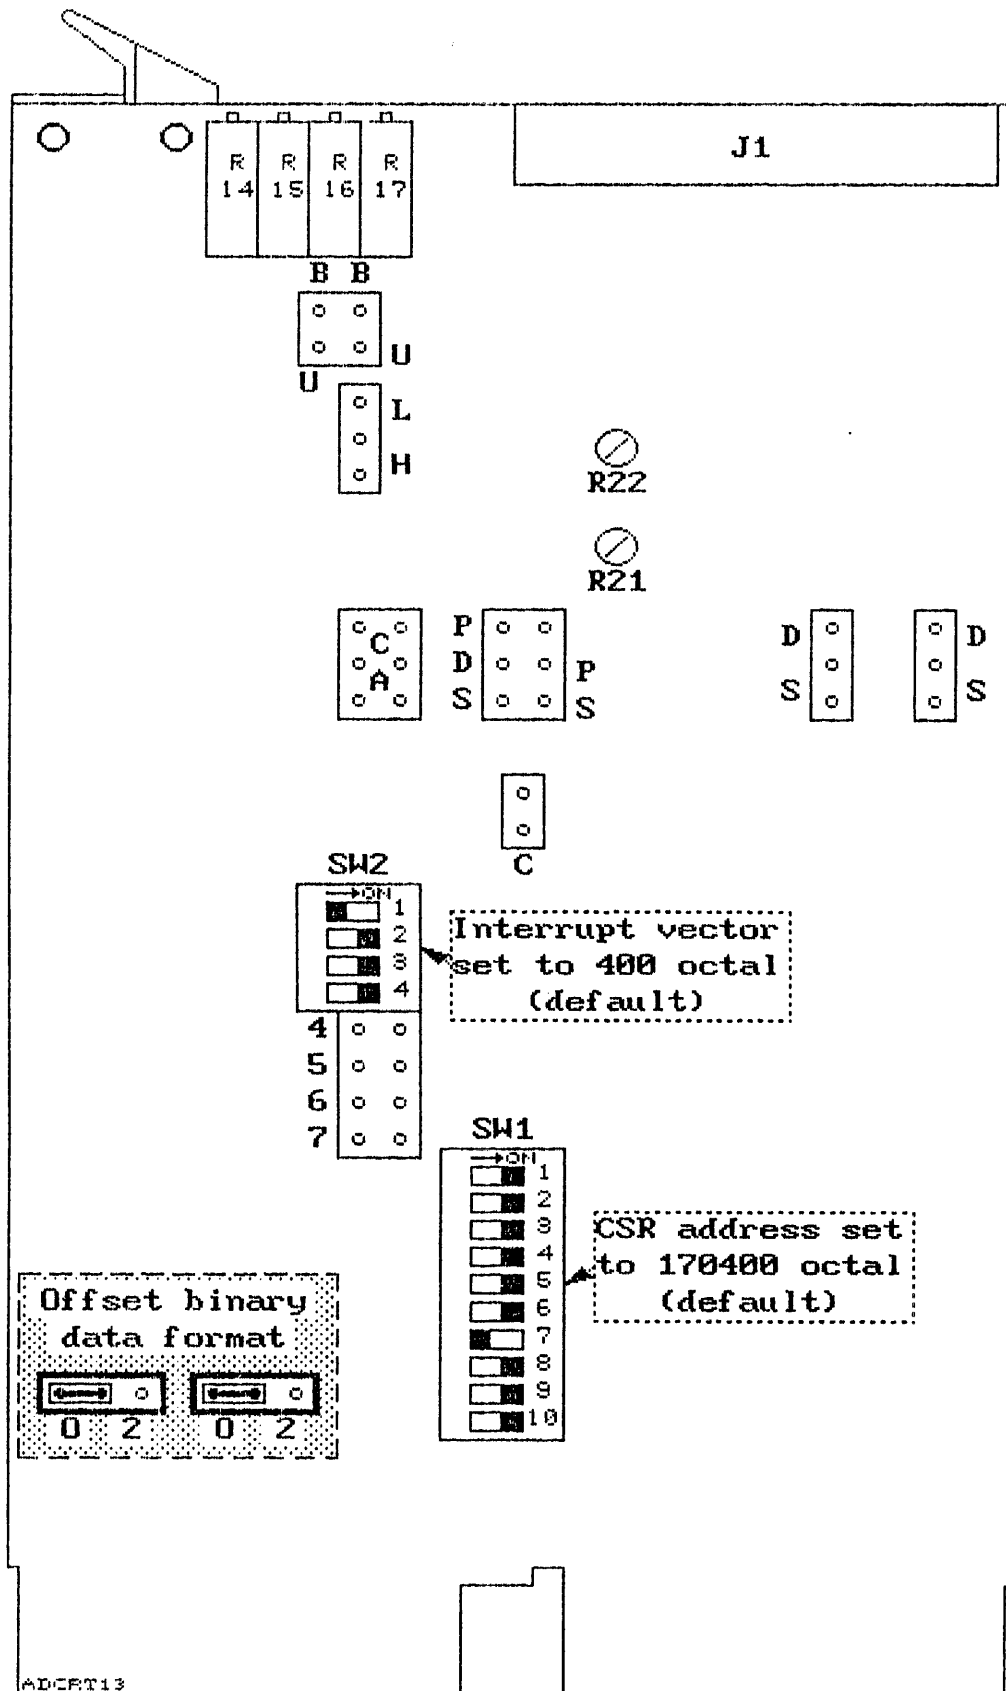 J1
R R R R
14 15 16 17
B B
U
U
L
H
R22
R21
C
A
P
D
S
P
S
D
S
D
S
C
SW2
ON
1
2
3
4
Interrupt vector
set to 400 octal
(default)
4
5
6
7
SW1
ON
1
2
3
4
5
6
7
8
9
10
CSR address set
to 170400 octal
(default)
Offset binary
data format
0 2 0 2
ADCRT13